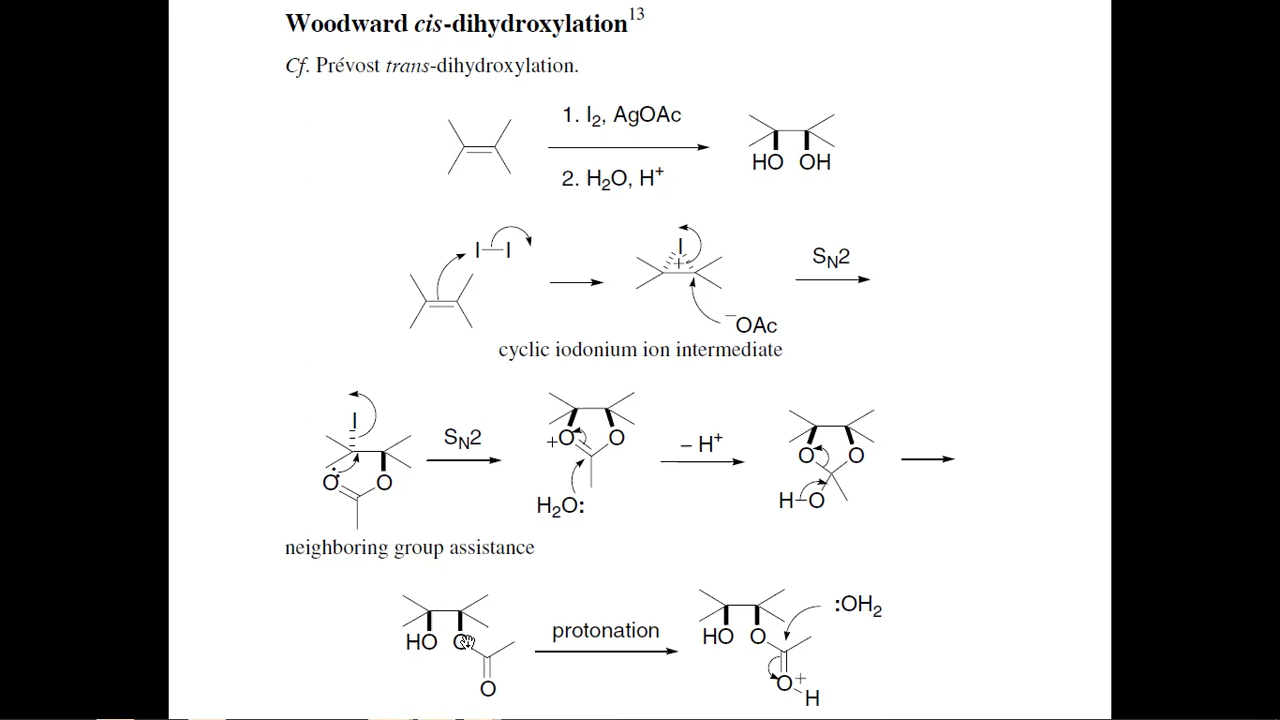 Woodward cis-dihydroxylation13
Cf. Prévost trans-dihydroxylation.
1. I2, AgOAc
2. H2O, H+
HO OH
I–I
I
+
–OAc
SN2
cyclic iodonium ion intermediate
I
O: O
SN2
+O O
H2O:
– H+
O O
H–O
neighboring group assistance
HO O
O
protonation
HO O
:OH2
O+
H